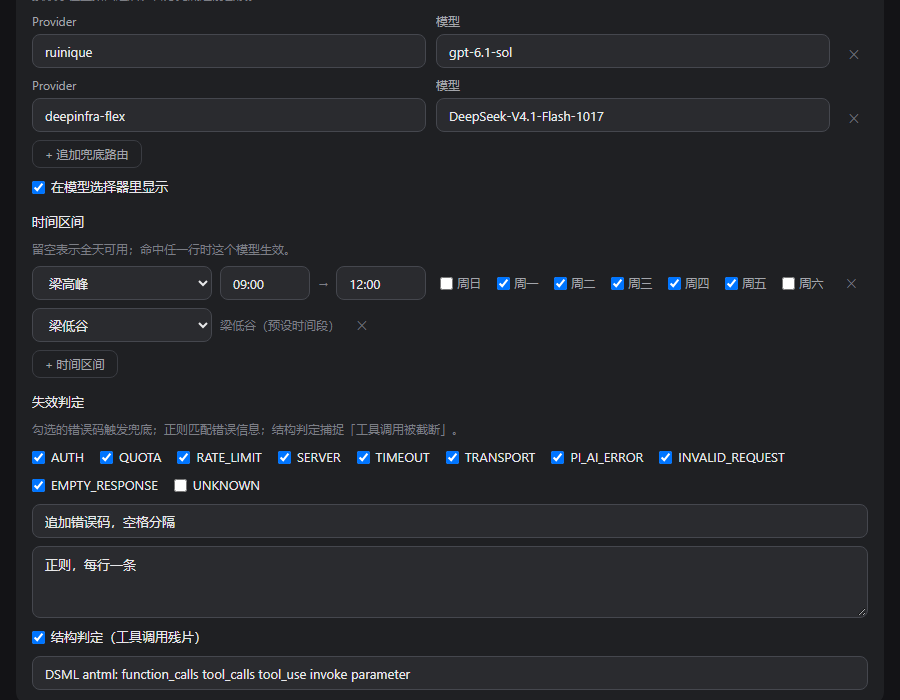 Provider 模型
ruinique gpt-6.1-sol ×
Provider 模型
deepinfra-flex DeepSeek-V4.1-Flash-1017 ×
+ 追加兜底路由
在模型选择器里显示
时间区间
留空表示全天可用；命中任一行时这个模型生效。
梁高峰 09:00 → 12:00 周日 周一 周二 周三 周四 周五 周六 ×
梁低谷 梁低谷（预设时间段） ×
+ 时间区间
失效判定
勾选的错误码触发兜底；正则匹配错误信息；结构判定捕捉「工具调用被截断」。
AUTH QUOTA RATE_LIMIT SERVER TIMEOUT TRANSPORT PI_AI_ERROR INVALID_REQUEST
EMPTY_RESPONSE UNKNOWN
追加错误码，空格分隔
正则，每行一条
结构判定（工具调用残片）
DSML antml: function_calls tool_calls tool_use invoke parameter